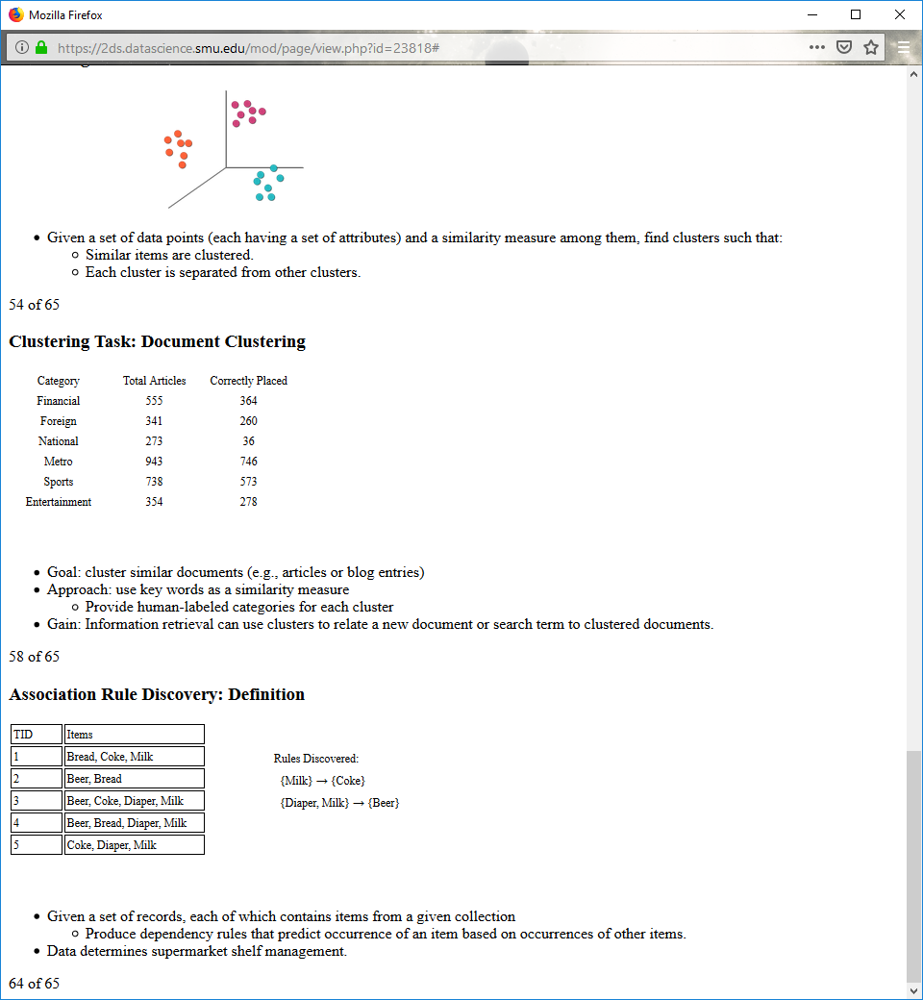 Mozilla Firefox
https://2ds.datascience.smu.edu/mod/page/view.php?id=23818#
Given a set of data points (each having a set of attributes) and a similarity measure among them, find clusters such that:
Similar items are clustered.
Each cluster is separated from other clusters.
54 of 65
Clustering Task: Document Clustering
Category Total Articles Correctly Placed
Financial 555 364
Foreign 341 260
National 273 36
Metro 943 746
Sports 738 573
Entertainment 354 278
Goal: cluster similar documents (e.g., articles or blog entries)
Approach: use key words as a similarity measure
Provide human-labeled categories for each cluster
Gain: Information retrieval can use clusters to relate a new document or search term to clustered documents.
58 of 65
Association Rule Discovery: Definition
TID Items
1 Bread, Coke, Milk
2 Beer, Bread
3 Beer, Coke, Diaper, Milk
4 Beer, Bread, Diaper, Milk
5 Coke, Diaper, Milk
Rules Discovered:
{Milk} → {Coke}
{Diaper, Milk} → {Beer}
Given a set of records, each of which contains items from a given collection
Produce dependency rules that predict occurrence of an item based on occurrences of other items.
Data determines supermarket shelf management.
64 of 65